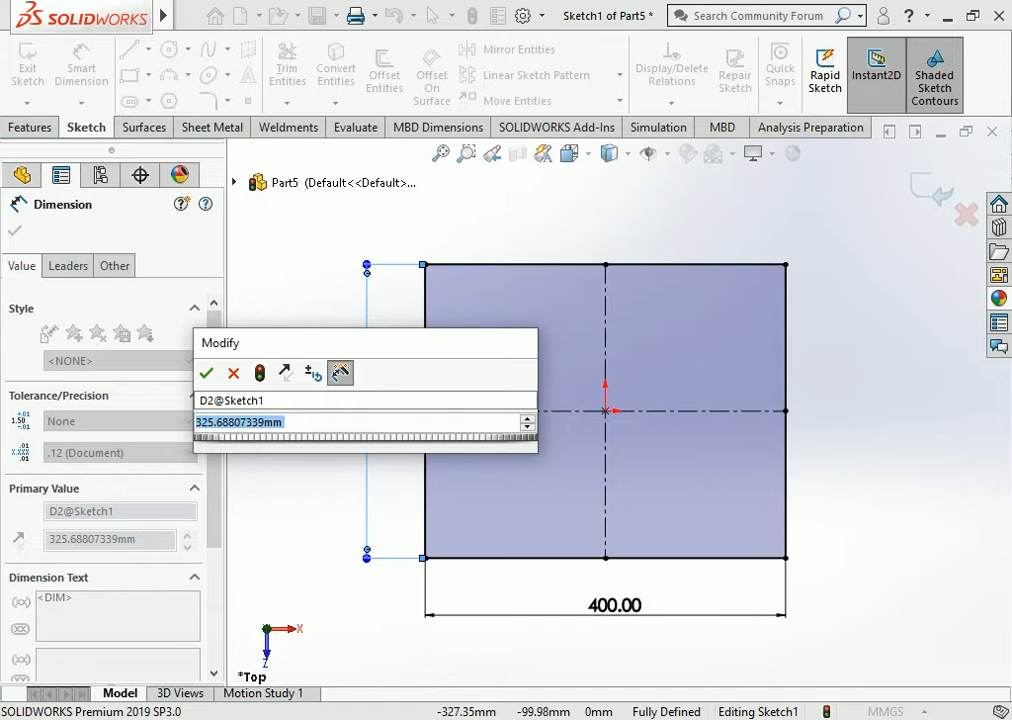 SOLIDWORKS
Sketch1 of Part5 *
Search Community Forum
?
Exit Sketch
Smart Dimension
Trim Entities
Convert Entities
Offset Entities
Offset On Surface
Mirror Entities
Linear Sketch Pattern
Move Entities
Display/Delete Relations
Repair Sketch
Quick Snaps
Rapid Sketch
Instant2D
Shaded Sketch Contours
Features
Sketch
Surfaces
Sheet Metal
Weldments
Evaluate
MBD Dimensions
SOLIDWORKS Add-Ins
Simulation
MBD
Analysis Preparation
Part5 (Default<<Default>...
Dimension
Value
Leaders
Other
Style
<NONE>
Tolerance/Precision
None
.12 (Document)
Primary Value
D2@Sketch1
325.68807339mm
Dimension Text
<DIM>
Modify
D2@Sketch1
325.68807339mm
400.00
X
Z
*Top
Model
3D Views
Motion Study 1
SOLIDWORKS Premium 2019 SP3.0
-327.35mm
-99.98mm
0mm
Fully Defined
Editing Sketch1
MMGS